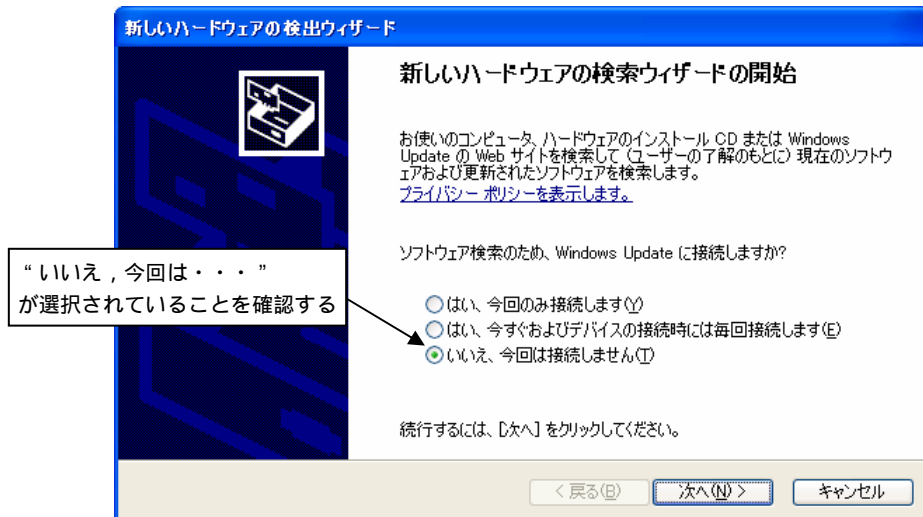 新しいハードウェアの検出ウィザード
新しいハードウェアの検索ウィザードの開始
お使いのコンピュータ、ハードウェアのインストール CD または Windows
Update の Web サイトを検索して (ユーザーの了解のもとに) 現在のソフトウ
ェアおよび更新されたソフトウェアを検索します。
プライバシー ポリシーを表示します。
ソフトウェア検索のため、Windows Update に接続しますか?
“いいえ,今回は・・・”
が選択されていることを確認する
はい、今回のみ接続します(Y)
はい、今すぐおよびデバイスの接続時には毎回接続します(E)
いいえ、今回は接続しません(T)
続行するには、[次へ] をクリックしてください。
< 戻る(B)
次へ(N) >
キャンセル